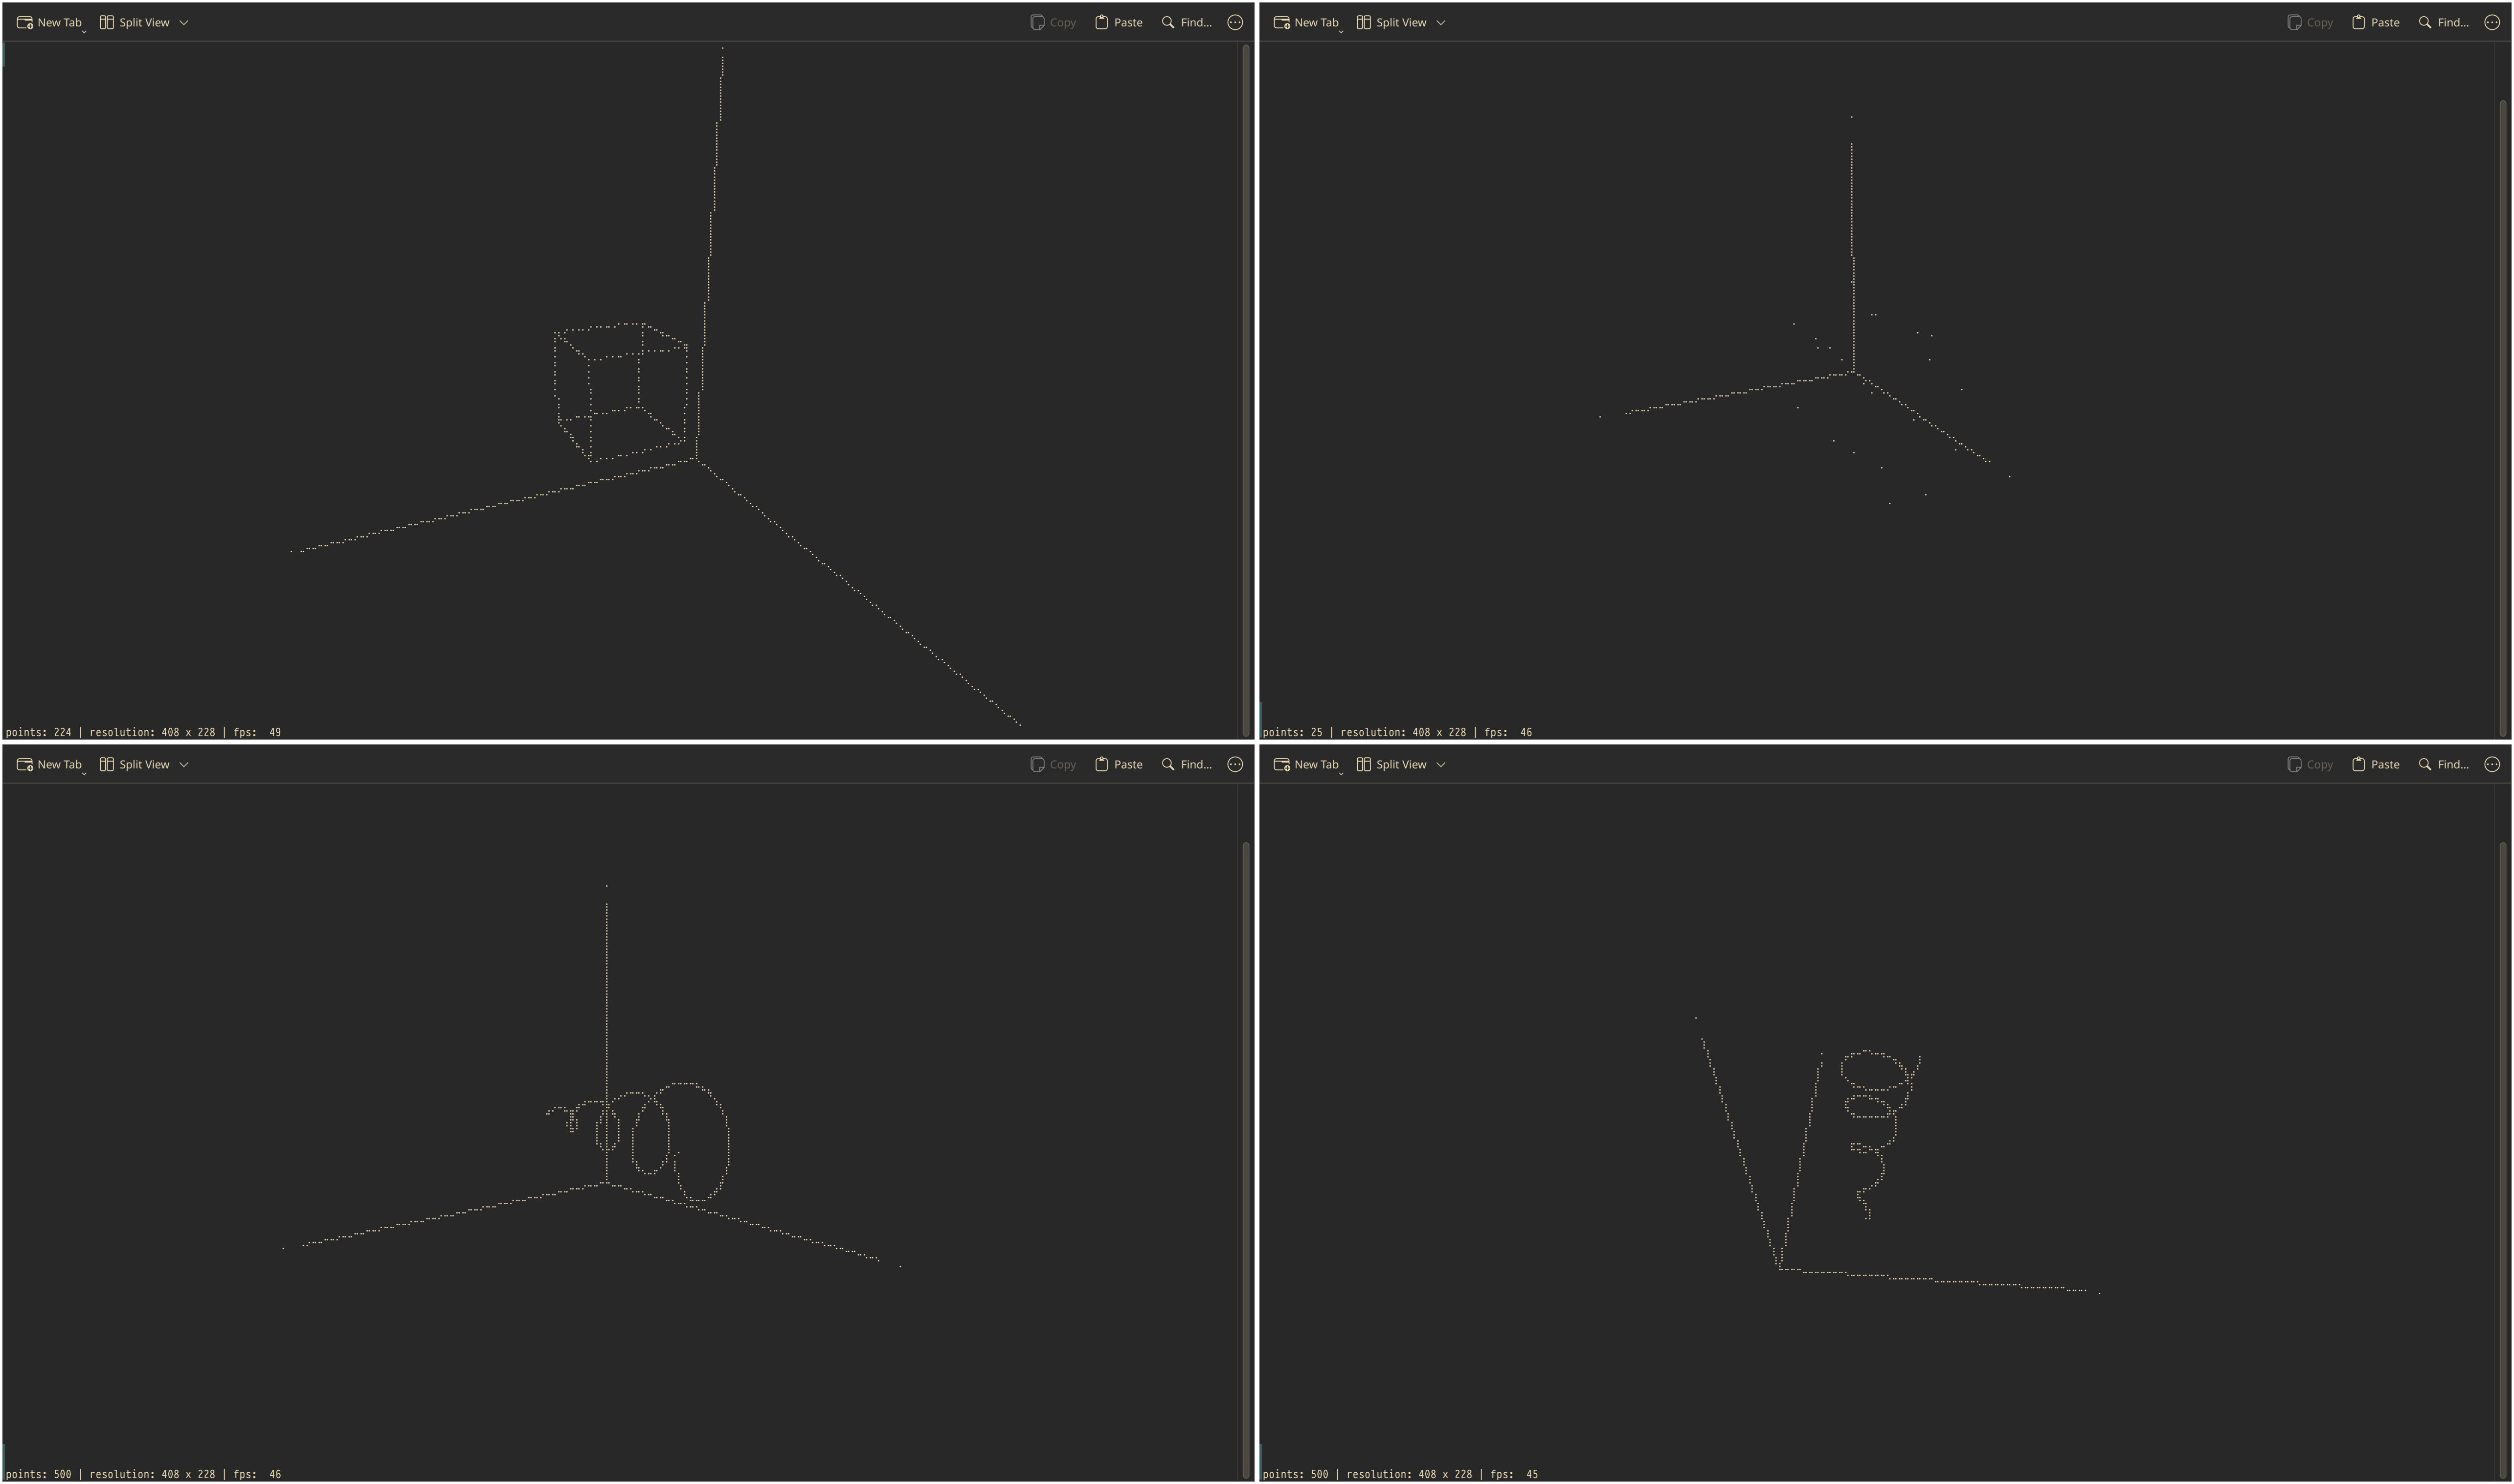 New Tab Split View Copy Paste Find...
points: 224 | resolution: 408 x 228 | fps: 49
New Tab Split View Copy Paste Find...
points: 25 | resolution: 408 x 228 | fps: 46
New Tab Split View Copy Paste Find...
points: 500 | resolution: 408 x 228 | fps: 46
New Tab Split View Copy Paste Find...
points: 500 | resolution: 408 x 228 | fps: 45